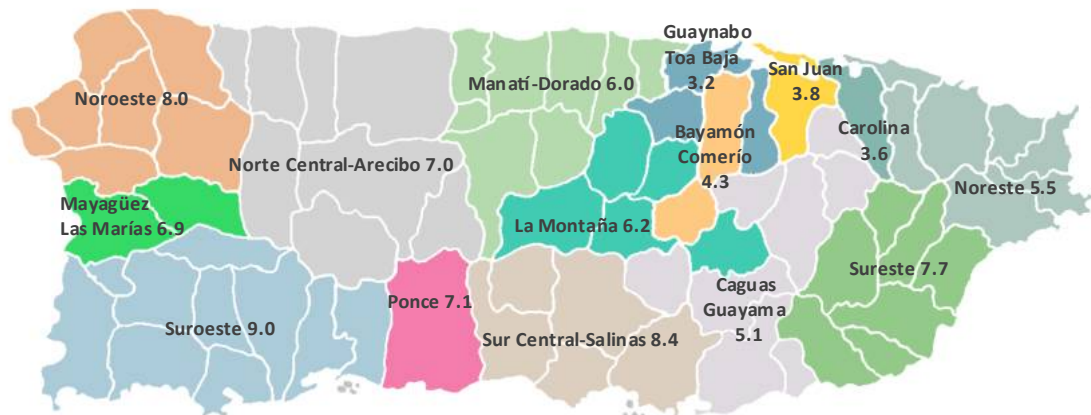 Guaynabo
Toa Baja
3.2
San Juan
3.8
Noroeste 8.0
Manatí-Dorado 6.0
Bayamón
Comerío
4.3
Carolina
3.6
Norte Central-Arecibo 7.0
Noreste 5.5
Mayagüez
Las Marías 6.9
La Montaña 6.2
Sureste 7.7
Caguas
Guayama
5.1
Ponce 7.1
Suroeste 9.0
Sur Central-Salinas 8.4